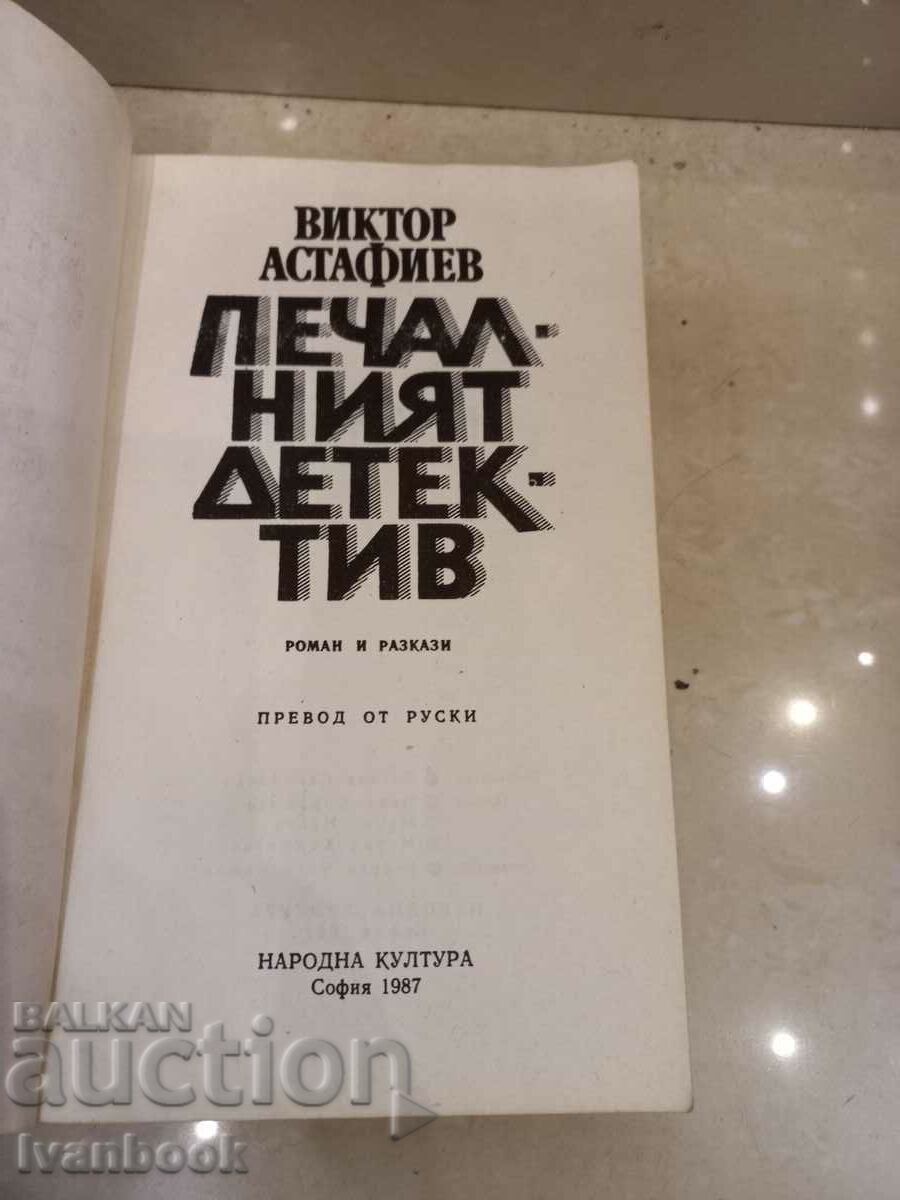 ВИКТОР
АСТАФИЕВ
ПЕЧАЛ-
НИЯТ
ДЕТЕК-
ТИВ
РОМАН И РАЗКАЗИ
ПРЕВОД ОТ РУСКИ
НАРОДНА КУЛТУРА
София 1987
BALKAN
auction
Ivanbook